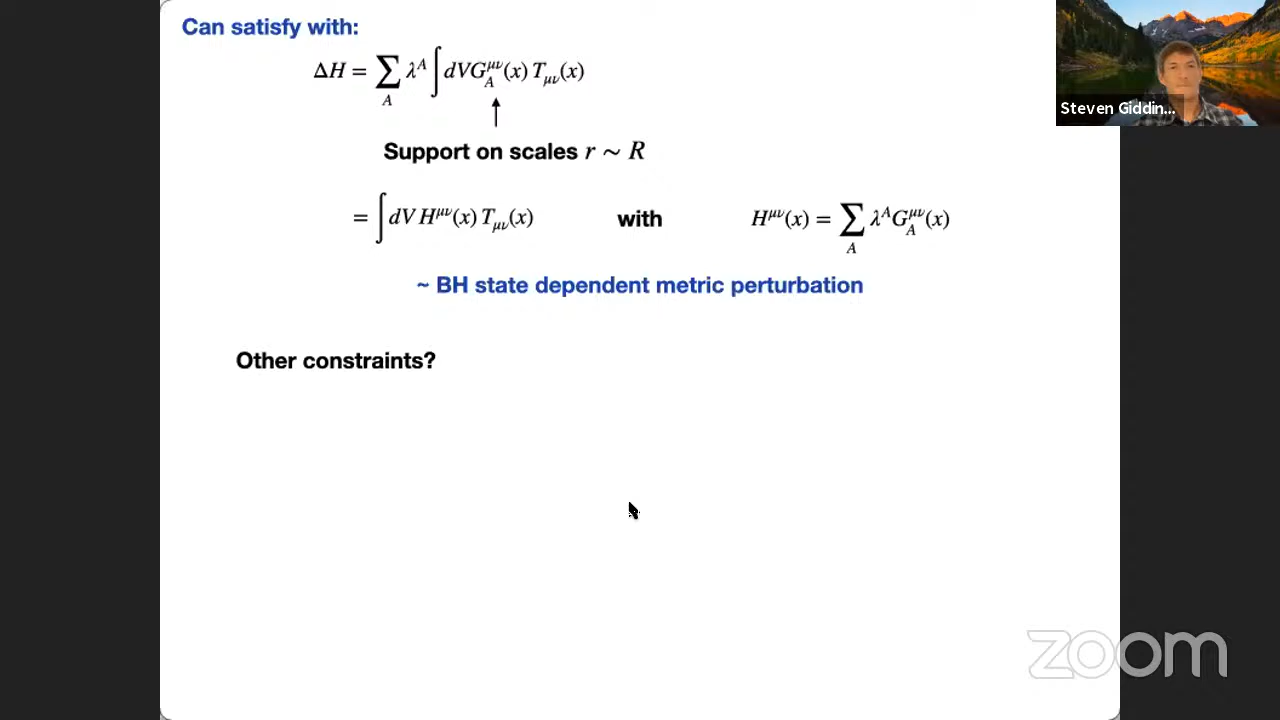 Can satisfy with:
ΔH = ∑_A λ^A ∫ dV G_A^{μν}(x) T_{μν}(x)
Support on scales r ~ R
= ∫ dV H^{μν}(x) T_{μν}(x) with H^{μν}(x) = ∑_A λ^A G_A^{μν}(x)
~ BH state dependent metric perturbation
Other constraints?
Steven Giddin...
zoom